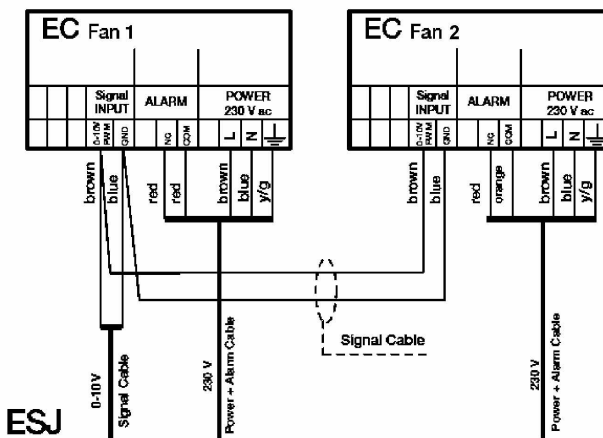 EC Fan 1
Signal
INPUT
ALARM
POWER
230 V ac
0-10V
PWM
GND
NC
COM
L
N
brown
blue
red
red
brown
blue
y/g
0-10V
Signal Cable
230 V
Power + Alarm Cable
EC Fan 2
Signal
INPUT
ALARM
POWER
230 V ac
0-10V
PWM
GND
NC
COM
L
N
brown
blue
red
orange
brown
blue
y/g
Signal Cable
230 V
Power + Alarm Cable
ESJ